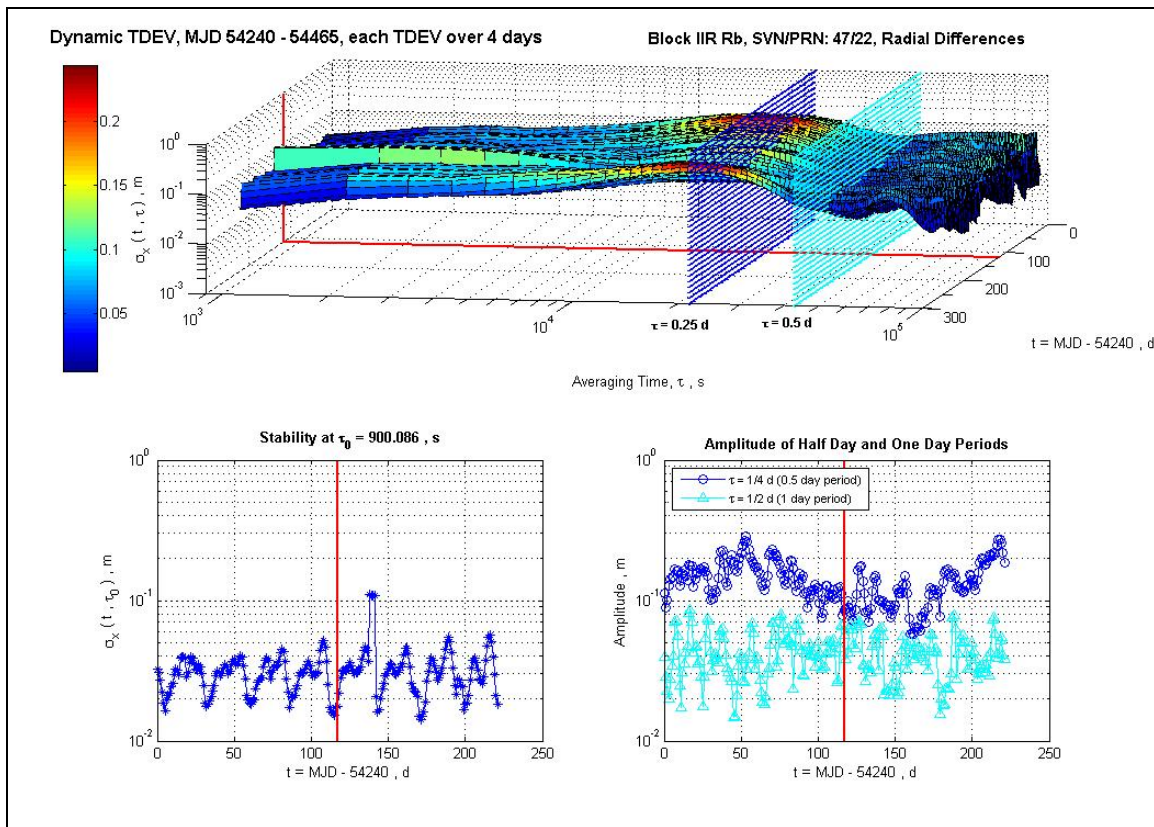 Dynamic TDEV, MJD 54240 - 54465, each TDEV over 4 days
Block IIR Rb, SVN/PRN: 47/22, Radial Differences
0.2
0.15
0.1
0.05
σx ( t , τ ) , m
10^0
10^-1
10^-2
10^-3
10^3
10^4
10^5
τ = 0.25 d
τ = 0.5 d
0
100
200
300
t = MJD - 54240 , d
Averaging Time, τ , s
Stability at τ0 = 900.086 , s
σx ( t , τ0 ) , m
10^0
10^-1
10^-2
0 50 100 150 200 250
t = MJD - 54240 , d
Amplitude of Half Day and One Day Periods
τ = 1/4 d (0.5 day period)
τ = 1/2 d (1 day period)
Amplitude , m
10^0
10^-1
10^-2
0 50 100 150 200 250
t = MJD - 54240 , d